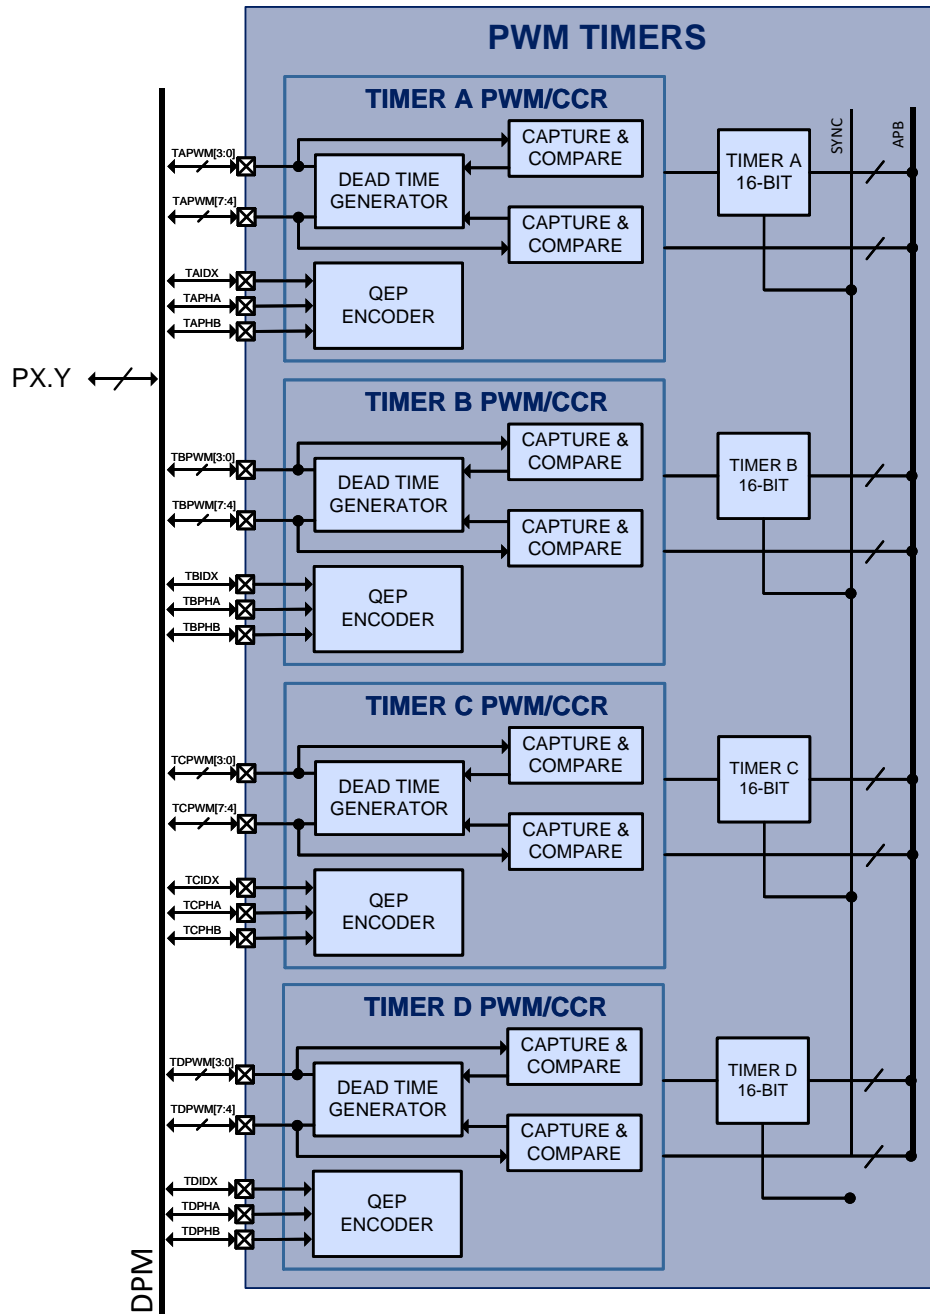 PWM TIMERS
TIMER A PWM/CCR
SYNC
APB
TAPWM[3:0]
CAPTURE &
COMPARE
TIMER A
16-BIT
DEAD TIME
GENERATOR
TAPWM[7:4]
CAPTURE &
COMPARE
TAIDX
TAPHA
TAPHB
QEP
ENCODER
PX.Y
TIMER B PWM/CCR
TBPWM[3:0]
CAPTURE &
COMPARE
TIMER B
16-BIT
DEAD TIME
GENERATOR
TBPWM[7:4]
CAPTURE &
COMPARE
TBIDX
TBPHA
TBPHB
QEP
ENCODER
TIMER C PWM/CCR
TCPWM[3:0]
CAPTURE &
COMPARE
TIMER C
16-BIT
DEAD TIME
GENERATOR
TCPWM[7:4]
CAPTURE &
COMPARE
TCIDX
TCPHA
TCPHB
QEP
ENCODER
TIMER D PWM/CCR
TDPWM[3:0]
CAPTURE &
COMPARE
TIMER D
16-BIT
DEAD TIME
GENERATOR
TDPWM[7:4]
CAPTURE &
COMPARE
TDIDX
TDPHA
TDPHB
QEP
ENCODER
DPM